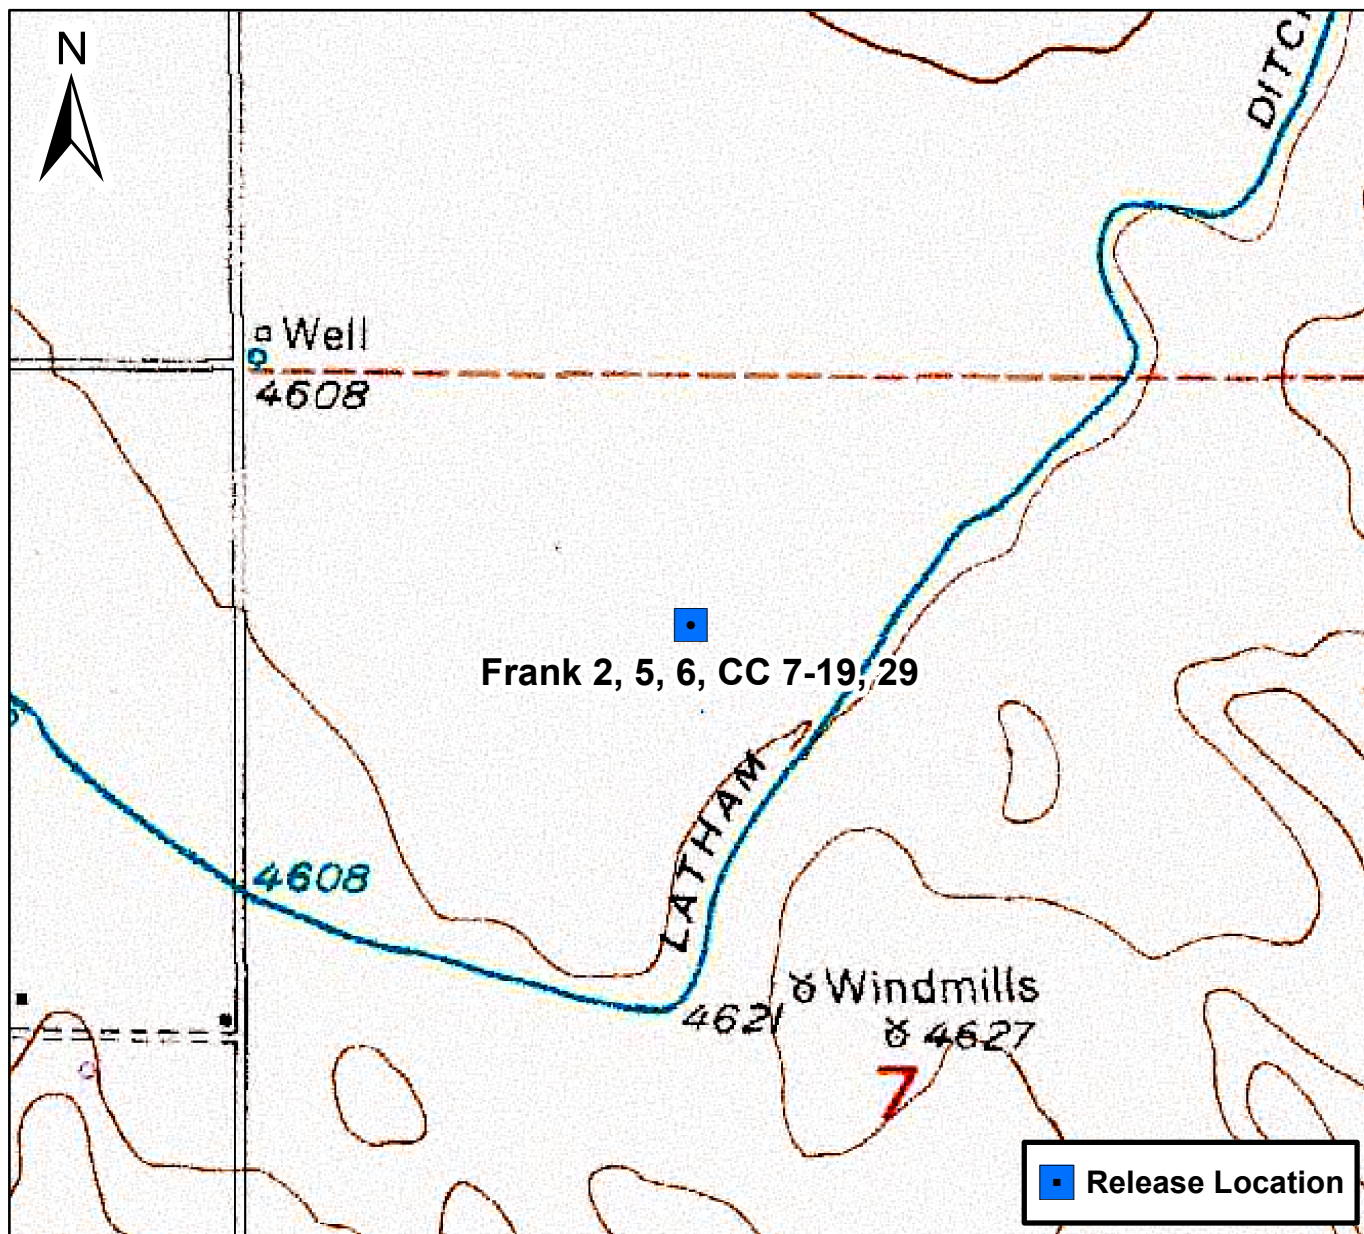 N
DITCH
Well
4608
Frank 2, 5, 6, CC 7-19, 29
LATHAM
4608
Windmills
4621
4627
7
Release Location